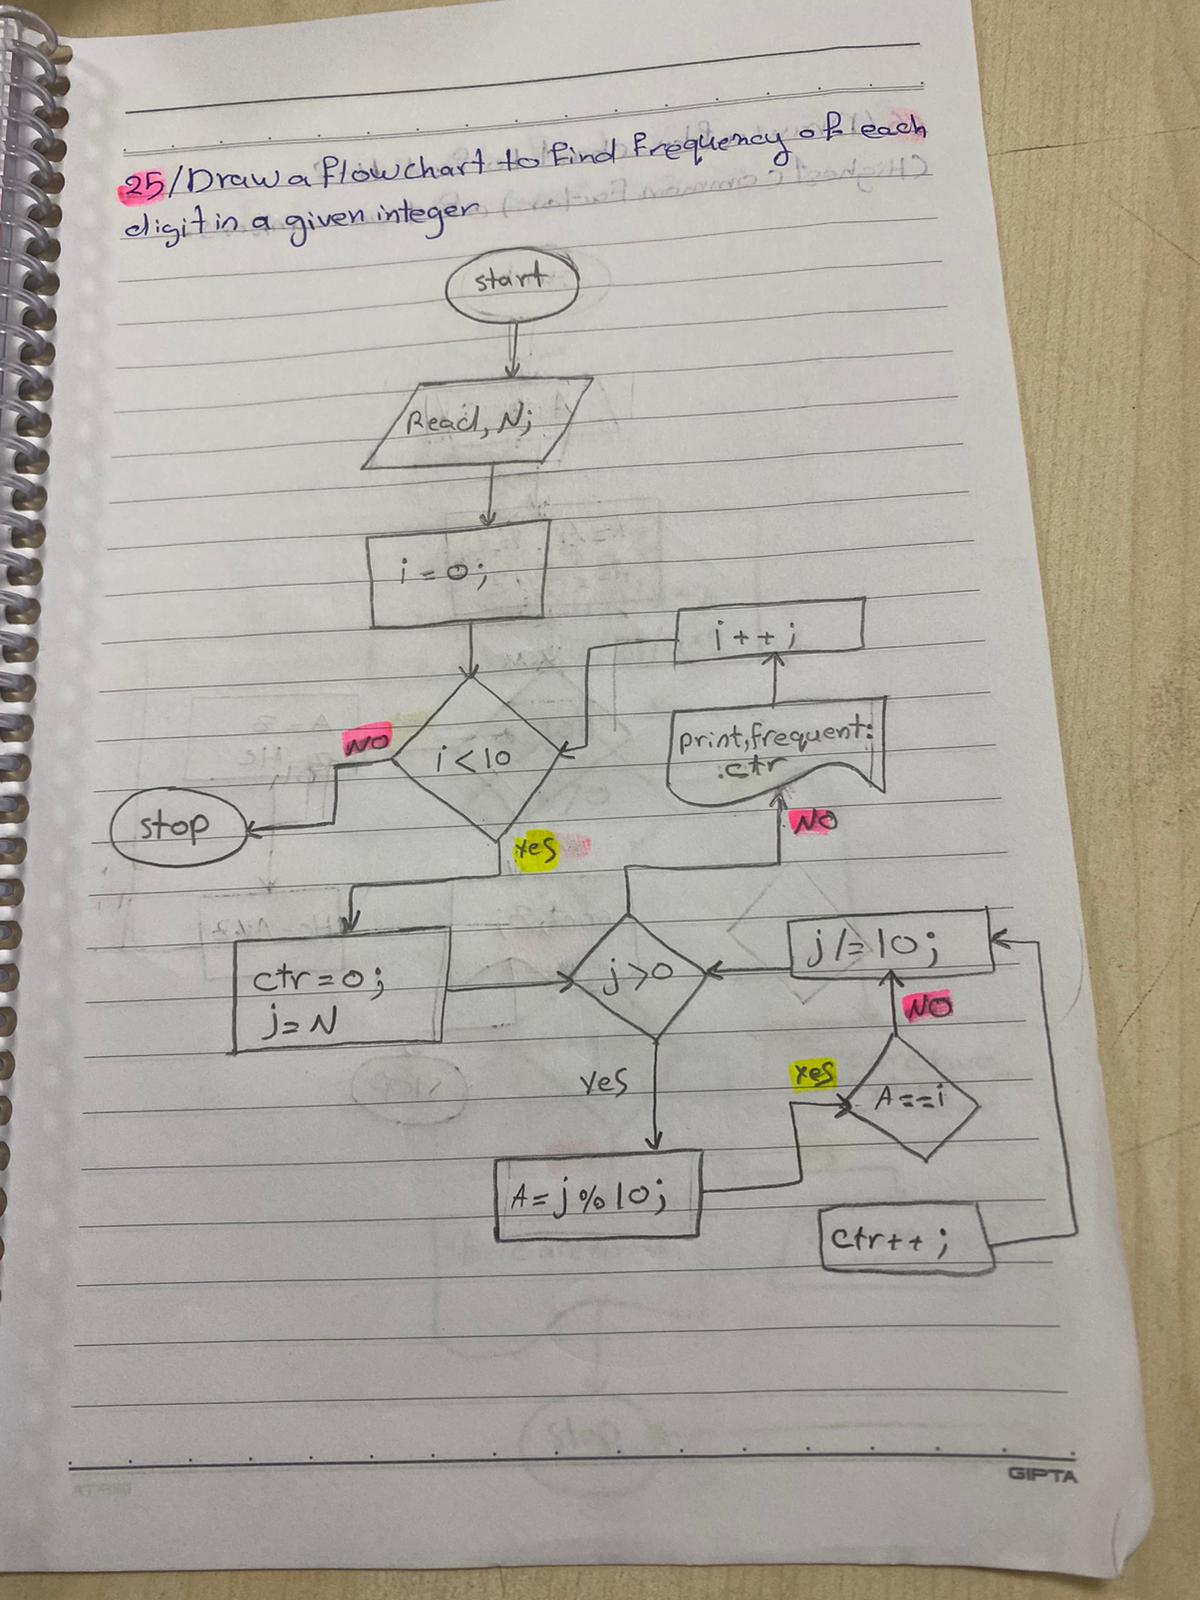 25/Draw a flowchart to find frequency of each
digit in a given integer
start
Read, N;
i = 0;
i++;
print, frequent:
ctr
i < 10
NO
stop
yes
NO
ctr = 0;
j = N
j > 0
j /= 10;
NO
yes
yes
A == i
A = j % 10;
ctr++;
GIPTA